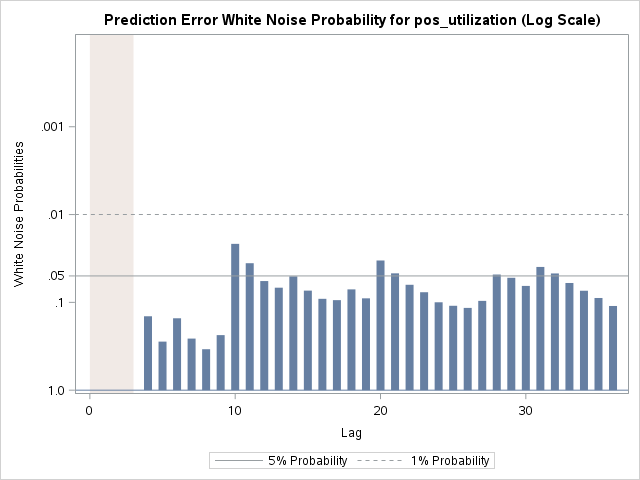 Prediction Error White Noise Probability for pos_utilization (Log Scale)
White Noise Probabilities
.001
.01
.05
.1
1.0
0
10
20
30
Lag
5% Probability
1% Probability